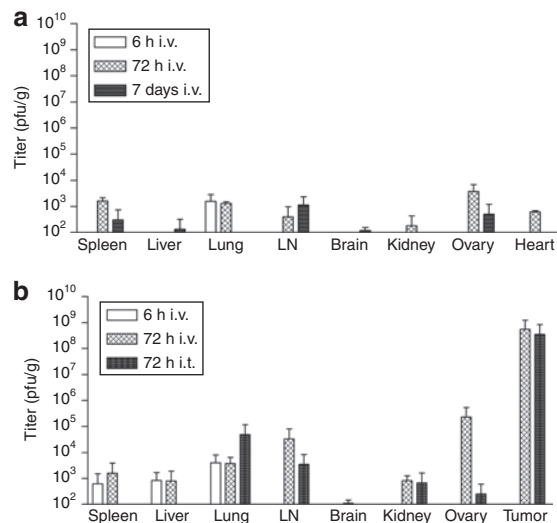 a
10^10
10^9
10^8
10^7
10^6
10^5
10^4
10^3
10^2
Titer (pfu/g)
6 h i.v.
72 h i.v.
7 days i.v.
Spleen Liver Lung LN Brain Kidney Ovary Heart
b
10^10
10^9
10^8
10^7
10^6
10^5
10^4
10^3
10^2
Titer (pfu/g)
6 h i.v.
72 h i.v.
72 h i.t.
Spleen Liver Lung LN Brain Kidney Ovary Tumor